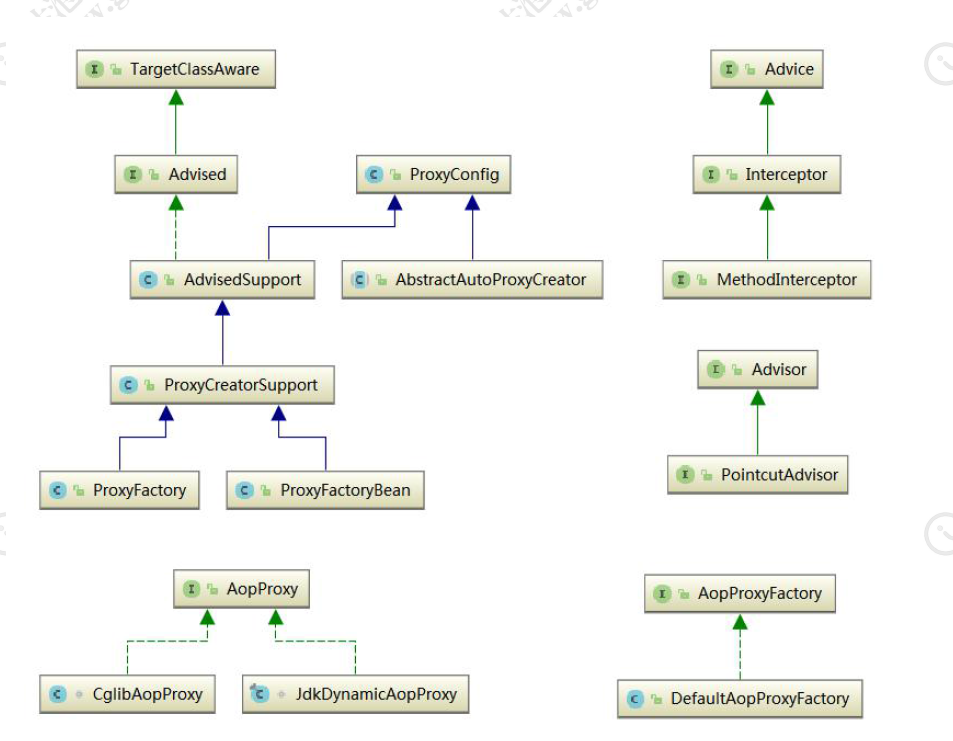 TargetClassAware
Advice
Advised
ProxyConfig
Interceptor
AdvisedSupport
AbstractAutoProxyCreator
MethodInterceptor
Advisor
ProxyCreatorSupport
PointcutAdvisor
ProxyFactory
ProxyFactoryBean
AopProxy
AopProxyFactory
CglibAopProxy
JdkDynamicAopProxy
DefaultAopProxyFactory